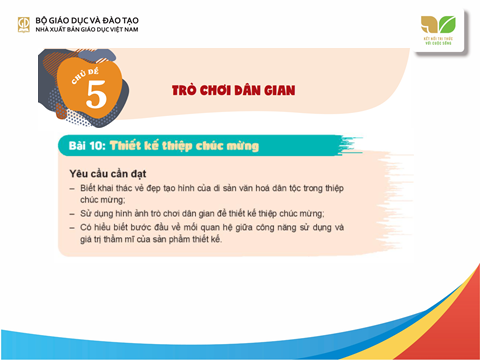 BỘ GIÁO DỤC VÀ ĐÀO TẠO
NHÀ XUẤT BẢN GIÁO DỤC VIỆT NAM
KẾT NỐI TRI THỨC
VỚI CUỘC SỐNG
CHỦ ĐỀ
5
TRÒ CHƠI DÂN GIAN
Bài 10: Thiết kế thiệp chúc mừng
Yêu cầu cần đạt
– Biết khai thác vẻ đẹp tạo hình của di sản văn hoá dân tộc trong thiệp
chúc mừng;
– Sử dụng hình ảnh trò chơi dân gian để thiết kế thiệp chúc mừng;
– Có hiểu biết bước đầu về mối quan hệ giữa công năng sử dụng và
giá trị thẩm mĩ của sản phẩm thiết kế.